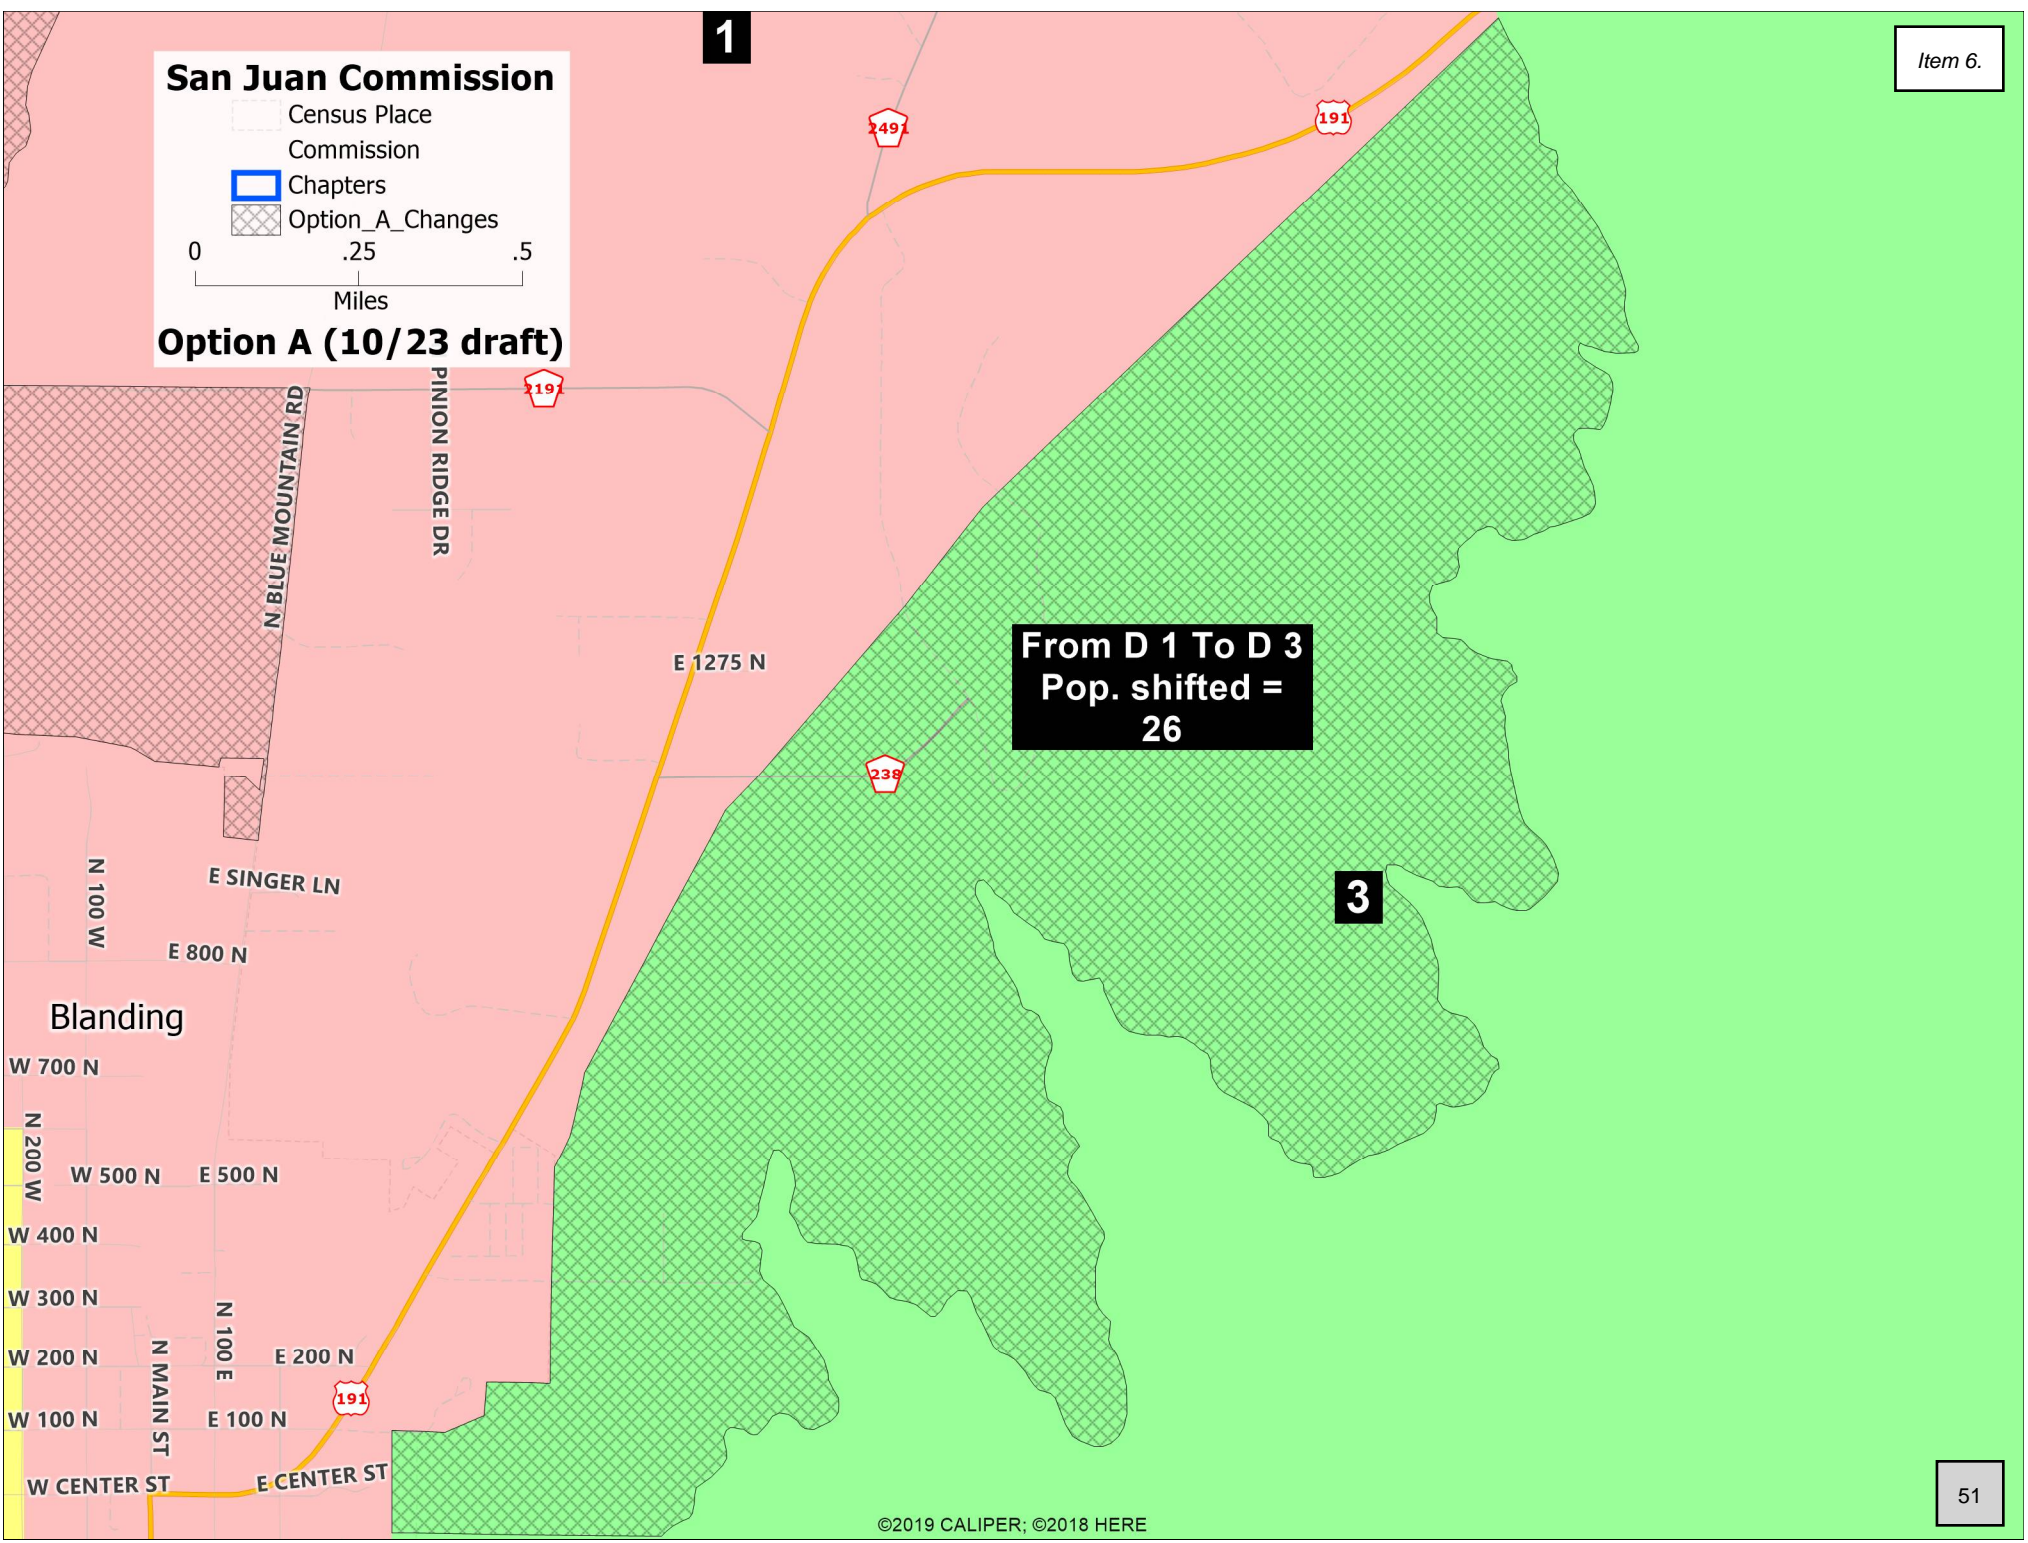 1
Item 6.
San Juan Commission
Census Place
Commission
Chapters
Option_A_Changes
0 .25 .5
Miles
Option A (10/23 draft)
2491
191
2191
N BLUE MOUNTAIN RD
PINION RIDGE DR
E 1275 N
From D 1 To D 3
Pop. shifted =
26
238
3
E SINGER LN
N 100 W
E 800 N
Blanding
W 700 N
N 200 W
W 500 N
E 500 N
W 400 N
W 300 N
N 100 E
W 200 N
N MAIN ST
E 200 N
191
W 100 N
E 100 N
W CENTER ST
E CENTER ST
51
©2019 CALIPER; ©2018 HERE